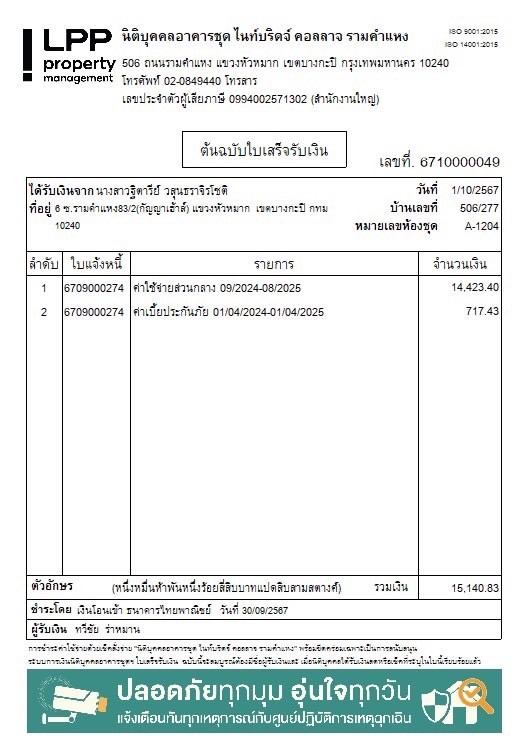 LPP
property
management
นิติบุคคลอาคารชุด ไนท์บริดจ์ คอลลาจ รามคำแหง
ISO 9001:2015
ISO 14001:2015
506 ถนนรามคำแหง แขวงหัวหมาก เขตบางกะปิ กรุงเทพมหานคร 10240
โทรศัพท์ 02-0849440 โทรสาร
เลขประจำตัวผู้เสียภาษี 0994002571302 (สำนักงานใหญ่)
ต้นฉบับใบเสร็จรับเงิน
เลขที่. 6710000049
ได้รับเงินจาก นางสาวฐิตารีย์ วสุนธราจิรโชติ วันที่ 1/10/2567
ที่อยู่ 6 ซ.รามคำแหง83/2(กัญญาเฮ้าส์) แขวงหัวหมาก เขตบางกะปิ กทม บ้านเลขที่ 506/277
10240 หมายเลขห้องชุด A-1204
ลำดับ ใบแจ้งหนี้ รายการ จำนวนเงิน
1 6709000274 ค่าใช้จ่ายส่วนกลาง 09/2024-08/2025 14,423.40
2 6709000274 ค่าเบี้ยประกันภัย 01/04/2024-01/04/2025 717.43
ตัวอักษร (หนึ่งหมื่นห้าพันหนึ่งร้อยสี่สิบบาทแปดสิบสามสตางค์) รวมเงิน 15,140.83
ชำระโดย เงินโอนเข้า ธนาคารไทยพาณิชย์ วันที่ 30/09/2567
ผู้รับเงิน ทวีชัย ร่าหมาน
การชำระค่าใช้จ่ายด้วยเช็คสั่งจ่าย "นิติบุคคลอาคารชุด ไนท์บริดจ์ คอลลาจ รามคำแหง" พร้อมขีดคร่อมเฉพาะเป็นการสนับสนุน
ระบบการเงินนิติบุคคลอาคารชุดฯ ใบเสร็จรับเงิน ฉบับนี้จะสมบูรณ์ต้องมีชื่อผู้รับเงินและ เมื่อนิติบุคคลได้รับเงินสดหรือเช็คที่ระบุในใบนี้เรียบร้อยแล้ว
ปลอดภัยทุกมุม อุ่นใจทุกวัน
แจ้งเตือนทันทุกเหตุการณ์กับศูนย์ปฏิบัติการเหตุฉุกเฉิน